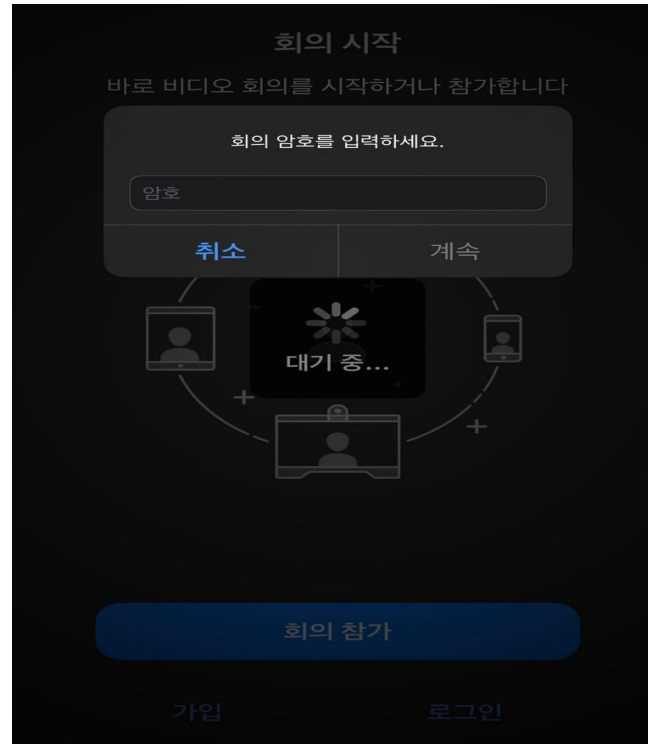 회의 시작
바로 비디오 회의를 시작하거나 참가합니다
회의 암호를 입력하세요.
암호
취소 계속
대기 중...
회의 참가
가입 로그인